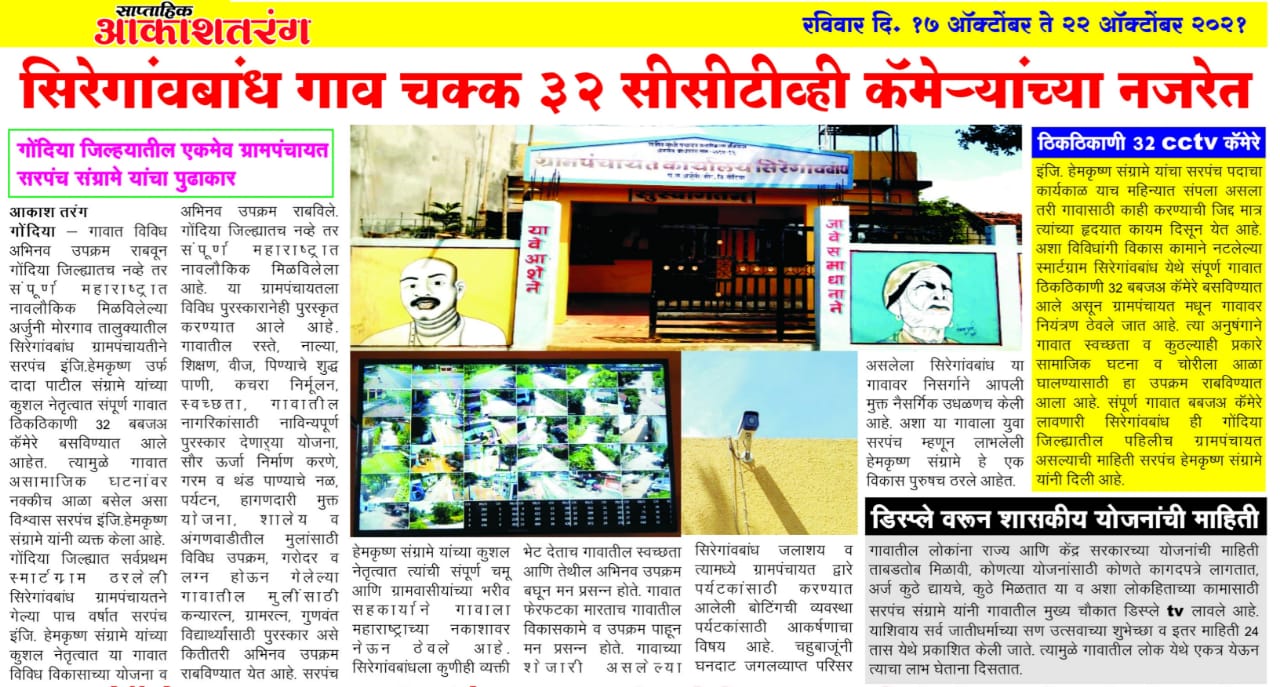 साप्ताहिक
आकाशतरंग
रविवार दि. १७ ऑक्टोंबर ते २२ ऑक्टोंबर २०२१
सिरेगांवबांध गाव चक्क ३२ सीसीटीव्ही कॅमेऱ्यांच्या नजरेत
गोंदिया जिल्हयातील एकमेव ग्रामपंचायत
सरपंच संग्रामे यांचा पुढाकार
आकाश तरंग
गोंदिया – गावात विविध
अभिनव उपक्रम राबवून
गोंदिया जिल्ह्यातच नव्हे तर
संपूर्ण महाराष्ट्रात
नावलौकिक मिळविलेल्या
अर्जुनी मोरगाव तालुक्यातील
सिरेगांवबांध ग्रामपंचायतीने
सरपंच इंजि.हेमकृष्ण उर्फ
दादा पाटील संग्रामे यांच्या
कुशल नेतृत्वात संपूर्ण गावात
ठिकठिकाणी 32 बबजअ
कॅमेरे बसविण्यात आले
आहेत. त्यामुळे गावात
असामाजिक घटनांवर
नक्कीच आळा बसेल असा
विश्वास सरपंच इंजि.हेमकृष्ण
संग्रामे यांनी व्यक्त केला आहे.
गोंदिया जिल्ह्यात सर्वप्रथम
स्मार्ट ग्राम ठरलेली
सिरेगांवबांध ग्रामपंचायतने
गेल्या पाच वर्षात सरपंच
इंजि. हेमकृष्ण संग्रामे यांच्या
कुशल नेतृत्वात या गावात
विविध विकासाच्या योजना व
अभिनव उपक्रम राबविले.
गोंदिया जिल्ह्यातच नव्हे तर
संपूर्ण महाराष्ट्रात
नावलौकिक मिळविलेला
आहे. या ग्रामपंचायतला
विविध पुरस्कारानेही पुरस्कृत
करण्यात आले आहे.
गावातील रस्ते, नाल्या,
शिक्षण, वीज, पिण्याचे शुद्ध
पाणी, कचरा निर्मूलन,
स्वच्छता, गावातील
नागरिकांसाठी नाविन्यपूर्ण
पुरस्कार देणाऱ्या योजना,
सौर ऊर्जा निर्माण करणे,
गरम व थंड पाण्याचे नळ,
पर्यटन, हागणदारी मुक्त
योजना, शालेय व
अंगणवाडीतील मुलांसाठी
विविध उपक्रम, गरोदर व
लग्न होऊन गेलेल्या
गावातील मुलींसाठी
कन्यारत्न, ग्रामरत्न, गुणवंत
विद्यार्थ्यांसाठी पुरस्कार असे
कितीतरी अभिनव उपक्रम
राबविण्यात येत आहे. सरपंच
ग्रामपंचायत कार्यालय सिरेगावबांध
सुस्वागतम
यावे आशेने
जावे समाधानाने
हेमकृष्ण संग्रामे यांच्या कुशल
नेतृत्वात त्यांची संपूर्ण चमू
आणि ग्रामवासीयांच्या भरीव
सहकार्याने गावाला
महाराष्ट्राच्या नकाशावर
नेऊन ठेवले आहे.
सिरेगांवबांधला कुणीही व्यक्ती
भेट देताच गावातील स्वच्छता
आणि तेथील अभिनव उपक्रम
बघून मन प्रसन्न होते. गावात
फेरफटका मारताच गावातील
विकासकामे व उपक्रम पाहून
मन प्रसन्न होते. गावाच्या
शेजारी असलेल्या
सिरेगांवबांध जलाशय व
त्यामध्ये ग्रामपंचायत द्वारे
पर्यटकांसाठी करण्यात
आलेली बोटिंगची व्यवस्था
पर्यटकांसाठी आकर्षणाचा
विषय आहे. चहुबाजूंनी
घनदाट जगलव्याप्त परिसर
असलेला सिरेगांवबांध या
गावावर निसर्गाने आपली
मुक्त नैसर्गिक उधळणच केली
आहे. अशा या गावाला युवा
सरपंच म्हणून लाभलेली
हेमकृष्ण संग्रामे हे एक
विकास पुरुषच ठरले आहेत.
ठिकठिकाणी 32 cctv कॅमेरे
इंजि. हेमकृष्ण संग्रामे यांचा सरपंच पदाचा
कार्यकाळ याच महिन्यात संपला असला
तरी गावासाठी काही करण्याची जिद्द मात्र
त्यांच्या हृदयात कायम दिसून येत आहे.
अशा विविधांगी विकास कामाने नटलेल्या
स्मार्टग्राम सिरेगांवबांध येथे संपूर्ण गावात
ठिकठिकाणी 32 बबजअ कॅमेरे बसविण्यात
आले असून ग्रामपंचायत मधून गावावर
नियंत्रण ठेवले जात आहे. त्या अनुषंगाने
गावात स्वच्छता व कुठल्याही प्रकारे
सामाजिक घटना व चोरीला आळा
घालण्यासाठी हा उपक्रम राबविण्यात
आला आहे. संपूर्ण गावात बबजअ कॅमेरे
लावणारी सिरेगांवबांध ही गोंदिया
जिल्ह्यातील पहिलीच ग्रामपंचायत
असल्याची माहिती सरपंच हेमकृष्ण संग्रामे
यांनी दिली आहे.
डिस्प्ले वरून शासकीय योजनांची माहिती
गावातील लोकांना राज्य आणि केंद्र सरकारच्या योजनांची माहिती
ताबडतोब मिळावी, कोणत्या योजनांसाठी कोणते कागदपत्रे लागतात,
अर्ज कुठे द्यायचे, कुठे मिळतात या व अशा लोकहिताच्या कामासाठी
सरपंच संग्रामे यांनी गावातील मुख्य चौकात डिस्प्ले tv लावले आहे.
याशिवाय सर्व जातीधर्माच्या सण उत्सवाच्या शुभेच्छा व इतर माहिती 24
तास येथे प्रकाशित केली जाते. त्यामुळे गावातील लोक येथे एकत्र येऊन
त्याचा लाभ घेताना दिसतात.